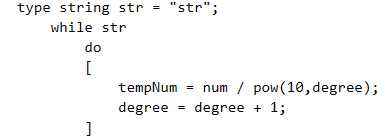 type string str = "str";
while str
do
[
tempNum = num / pow(10,degree);
degree = degree + 1;
]